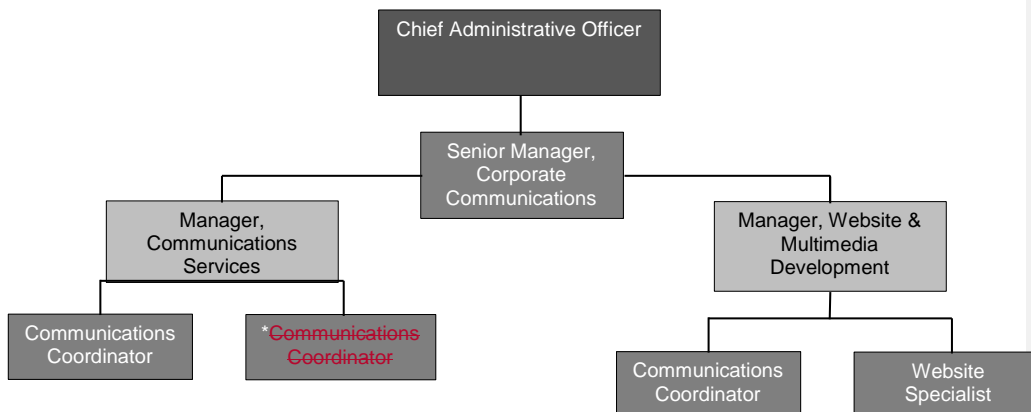 Chief Administrative Officer
Senior Manager,
Corporate
Communications
Manager,
Communications
Services
Manager, Website &
Multimedia
Development
Communications
Coordinator
*Communications
Coordinator
Communications
Coordinator
Website
Specialist